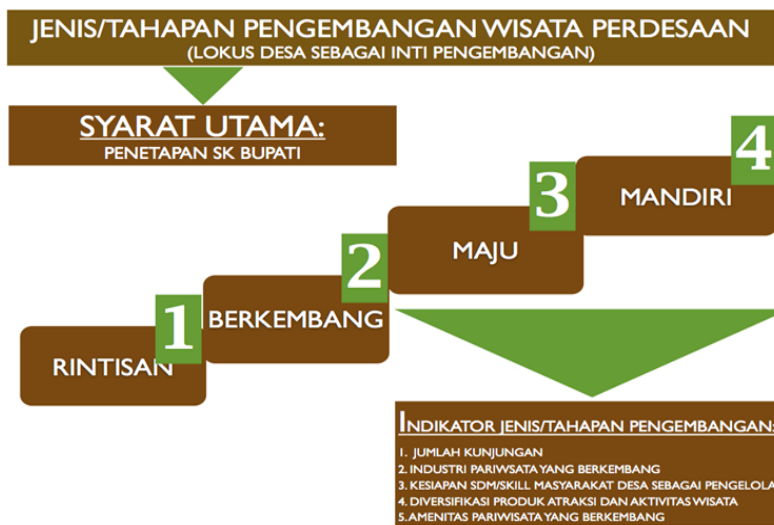 JENIS/TAHAPAN PENGEMBANGAN WISATA PERDESAAN
(LOKUS DESA SEBAGAI INTI PENGEMBANGAN)
SYARAT UTAMA:
PENETAPAN SK BUPATI
1
RINTISAN
2
BERKEMBANG
3
MAJU
4
MANDIRI
INDIKATOR JENIS/TAHAPAN PENGEMBANGAN:
1. JUMLAH KUNJUNGAN
2. INDUSTRI PARIWSATA YANG BERKEMBANG
3. KESIAPAN SDM/SKILL MASYARAKAT DESA SEBAGAI PENGELOLA
4. DIVERSIFIKASI PRODUK ATRAKSI DAN AKTIVITAS WISATA
5. AMENITAS PARIWISATA YANG BERKEMBANG